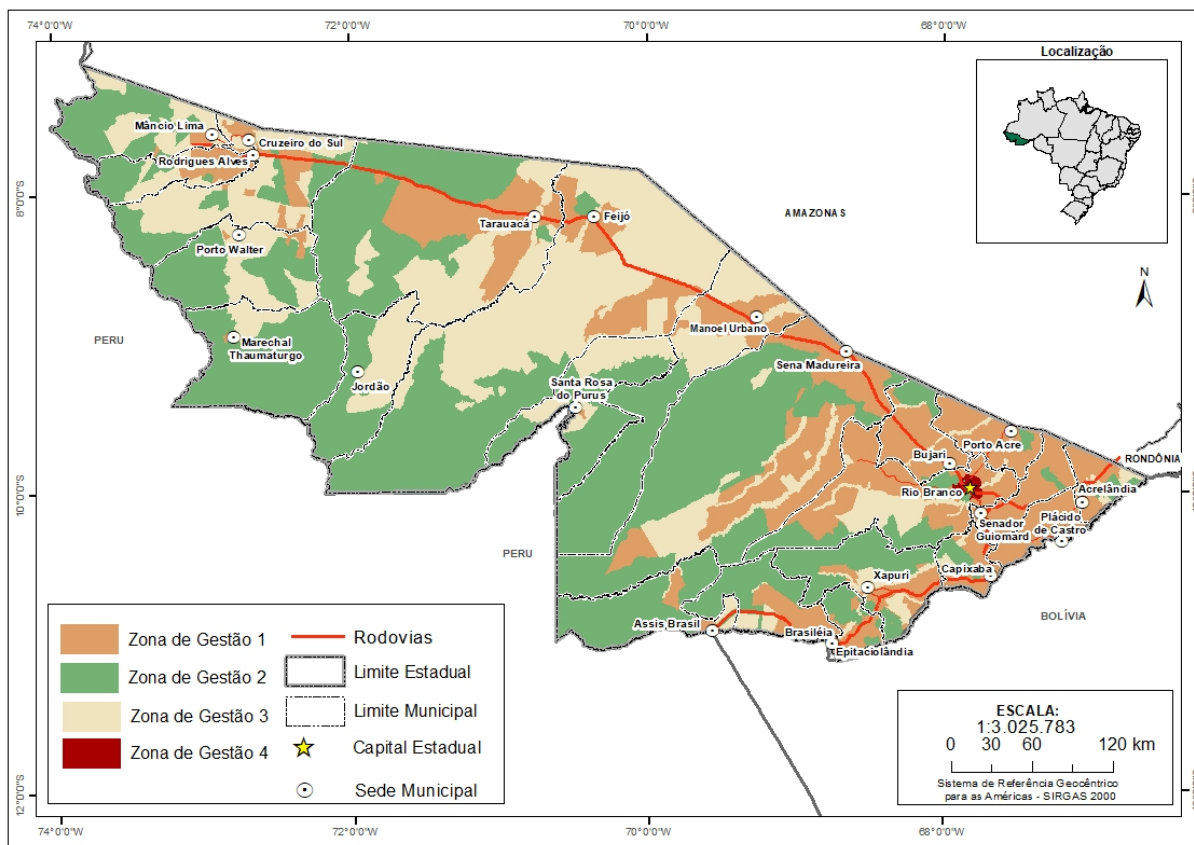 74°0'0"W
72°0'0"W
70°0'0"W
68°0'0"W
Localização
N
Mâncio Lima
Cruzeiro do Sul
Rodrigues Alves
8°0'0"S
AMAZONAS
Tarauacá
Feijó
Porto Walter
PERU
Marechal
Thaumaturgo
Manoel Urbano
Jordão
Sena Madureira
Santa Rosa
do Purus
Porto Acre
Bujari
RONDÔNIA
10°0'0"S
Rio Branco
Acrelândia
Senador
Guiomard
Plácido
de Castro
PERU
Capixaba
Xapuri
BOLÍVIA
Assis Brasil
Brasiléia
Epitaciolândia
Zona de Gestão 1
Zona de Gestão 2
Zona de Gestão 3
Zona de Gestão 4
Rodovias
Limite Estadual
Limite Municipal
Capital Estadual
Sede Municipal
ESCALA:
1:3.025.783
0 30 60 120 km
Sistema de Referência Geocêntrico
para as Américas - SIRGAS 2000
12°0'0"S
74°0'0"W
72°0'0"W
70°0'0"W
68°0'0"W